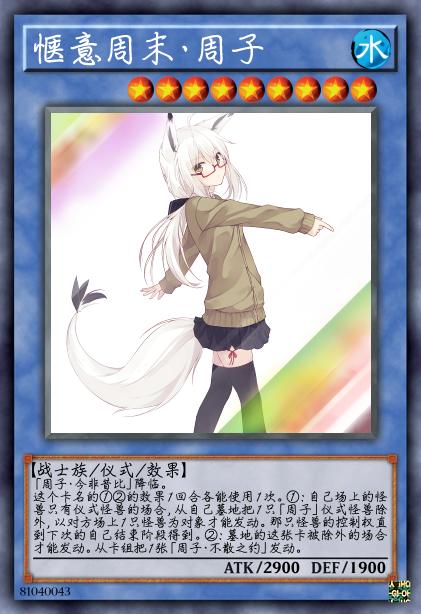 惬意周末·周子
水
【战士族/仪式/效果】
「周子·今非昔比」降临。
这个卡名的①②的效果1回合各能使用1次。①：自己场上的怪
兽只有仪式怪兽的场合，从自己墓地把1只「周子」仪式怪兽除
外，以对方场上1只怪兽为对象才能发动。那只怪兽的控制权直
到下次的自己结束阶段得到。②：墓地的这张卡被除外的场合
才能发动。从卡组把1张「周子·不散之约」发动。
ATK/2900 DEF/1900
81040043